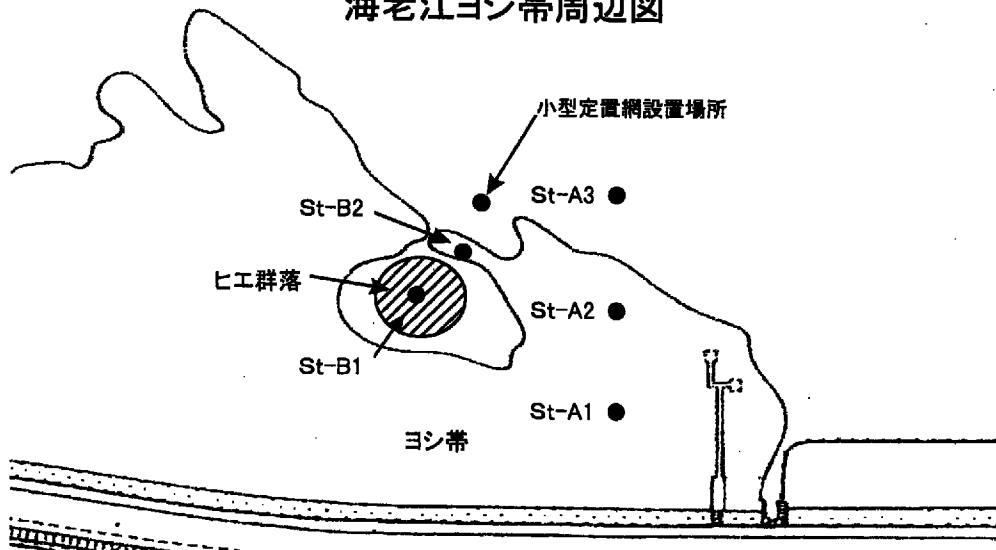 海老江ヨシ帯周辺図
小型定置網設置場所
St-A3
St-B2
ヒエ群落
St-A2
St-B1
St-A1
ヨシ帯